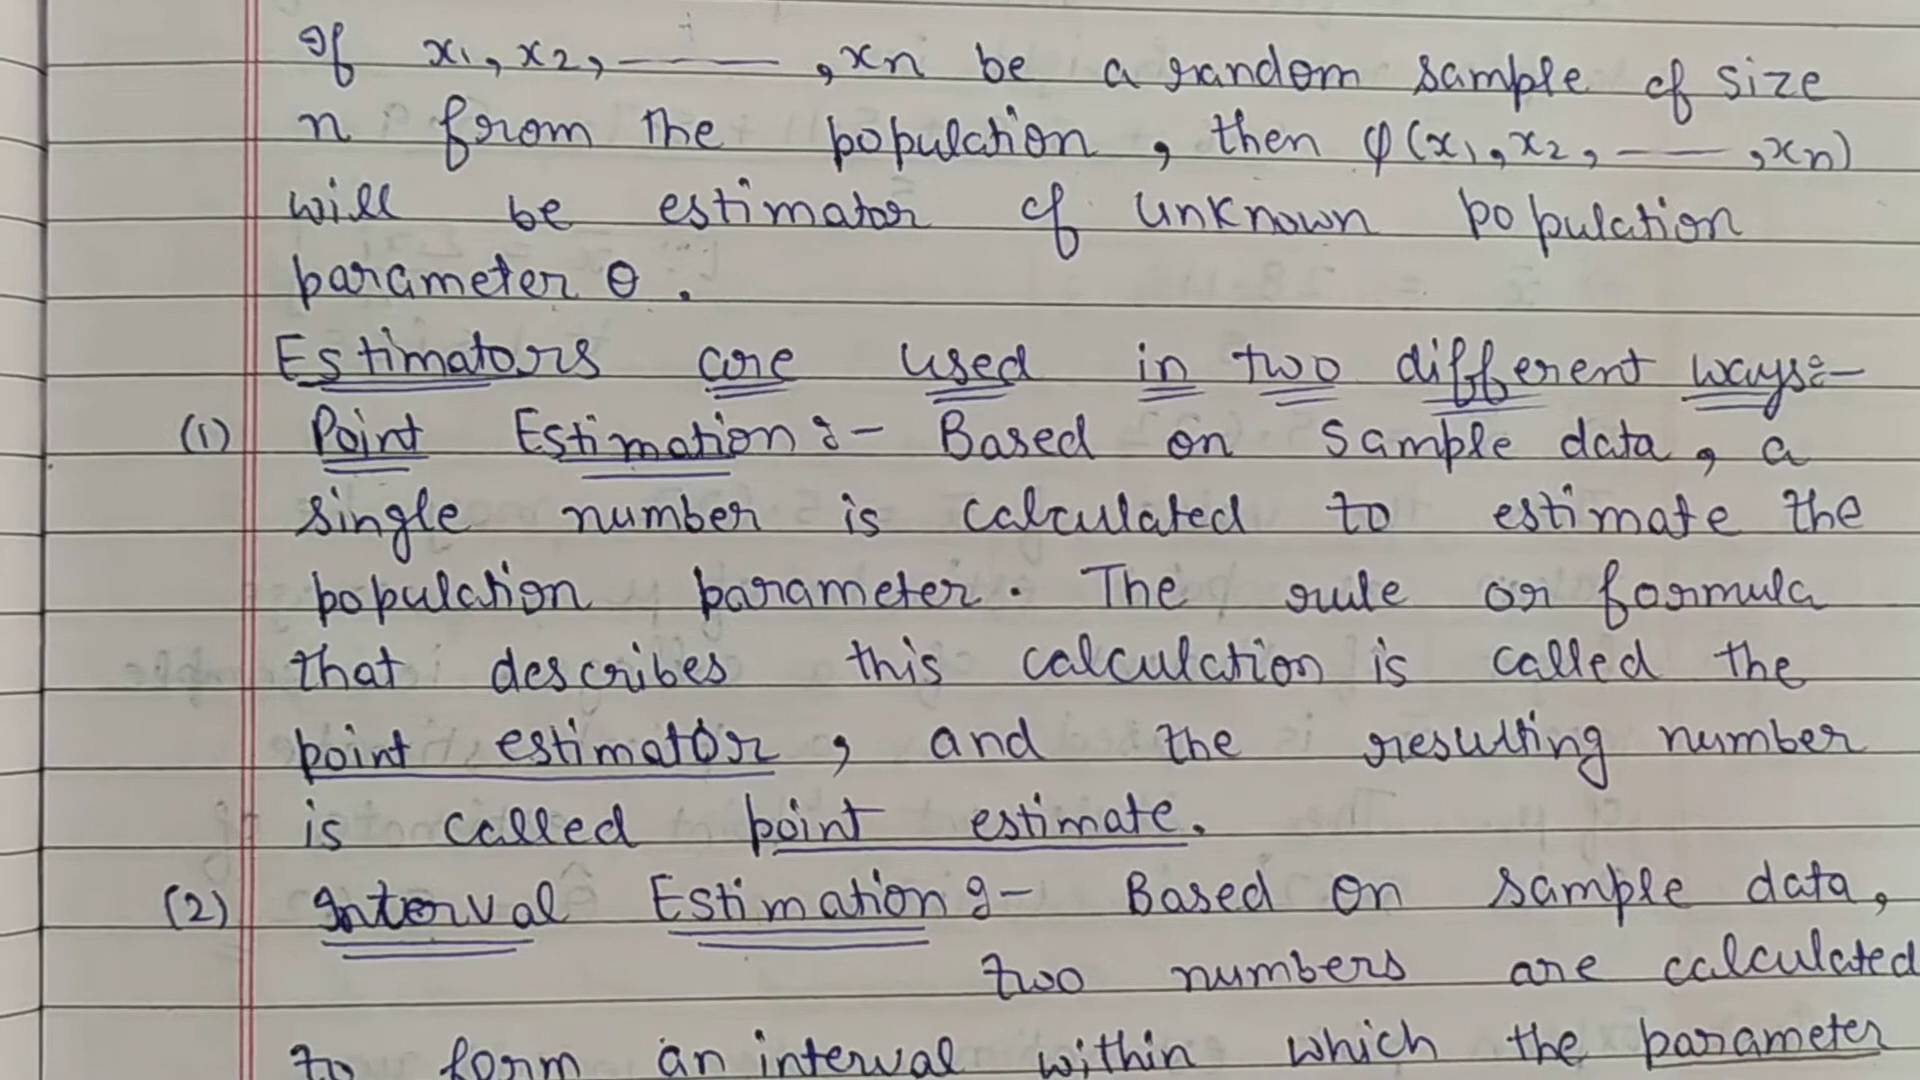 If x1, x2, ——— , xn be a random sample of size
n from the population, then φ(x1, x2, —— , xn)
will be estimator of unknown population
parameter θ.
Estimators are used in two different ways:-
(1) Point Estimation :- Based on sample data, a
single number is calculated to estimate the
population parameter. The rule or formula
that describes this calculation is called the
point estimator, and the resulting number
is called point estimate.
(2) Interval Estimation :- Based on sample data,
two numbers are calculated
to form an interval within which the parameter